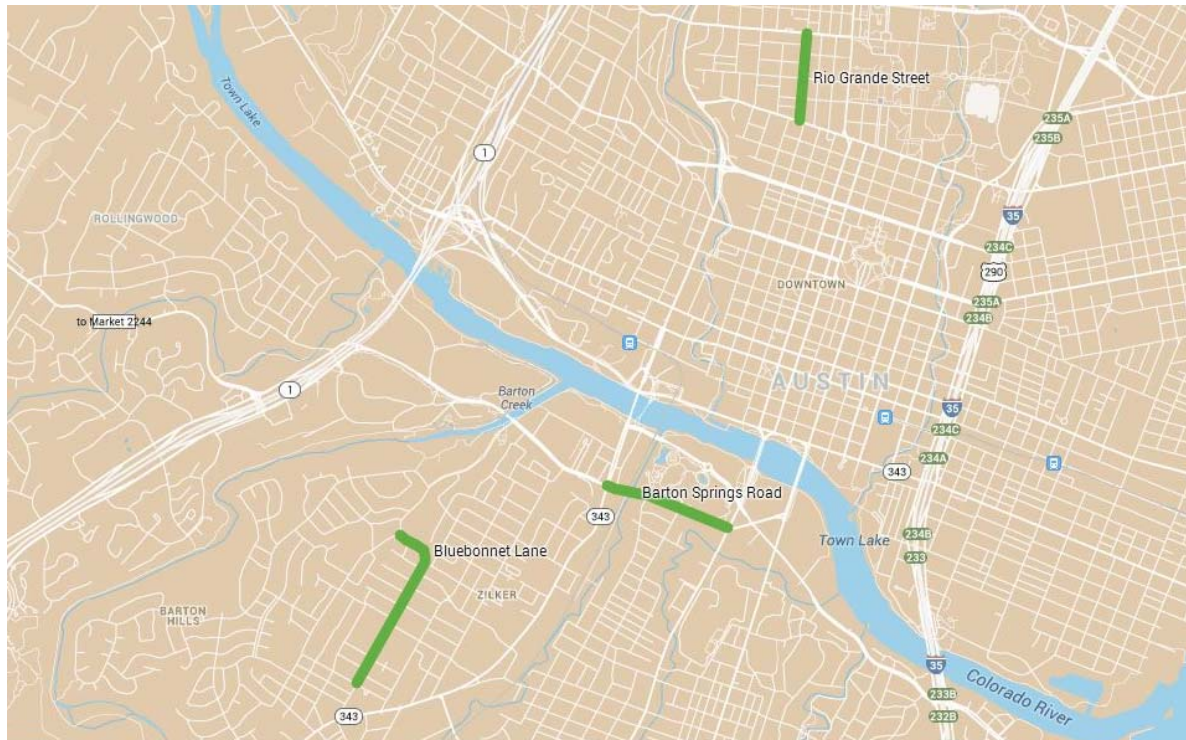 Town Lake
Rio Grande Street
235A
235B
1
ROLLINGWOOD
35
234C
290
DOWNTOWN
235A
234B
to Market 2244
1
Barton
Creek
AUSTIN
35
234C
234A
343
Barton Springs Road
343
234B
233
Town Lake
Bluebonnet Lane
ZILKER
BARTON
HILLS
35
Colorado River
233B
232B
343